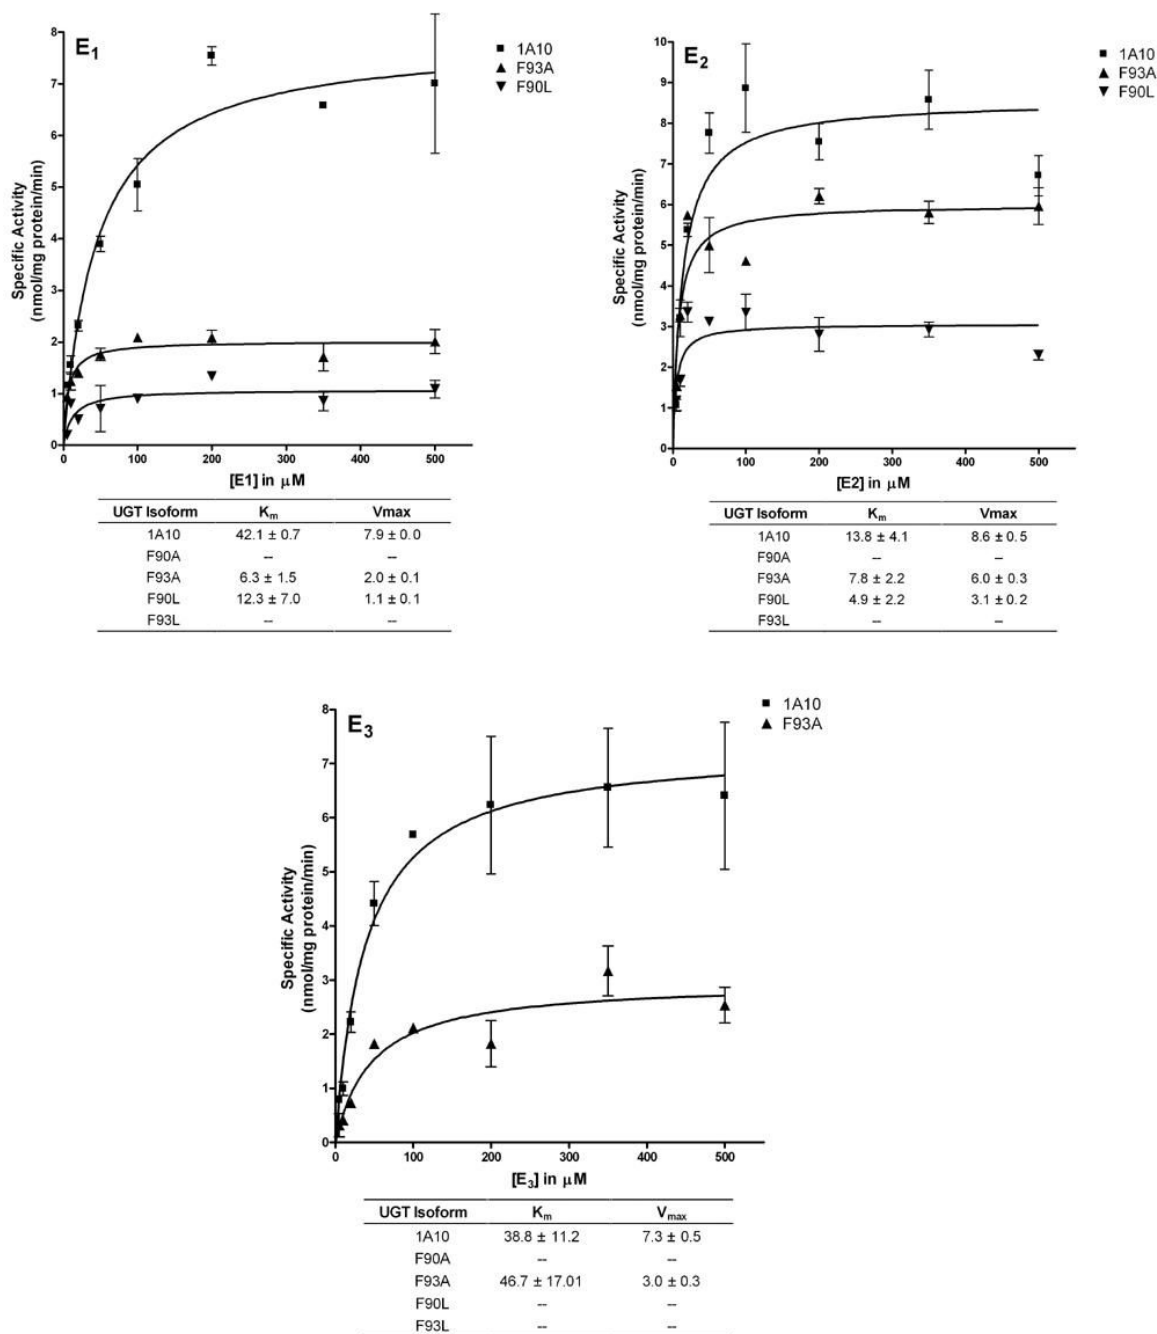 E1
1A10
F93A
F90L
8
7
6
5
4
3
2
1
0
Specific Activity
(nmol/mg protein/min)
0 100 200 300 400 500
[E1] in µM
UGT Isoform Km Vmax
1A10 42.1 ± 0.7 7.9 ± 0.0
F90A -- --
F93A 6.3 ± 1.5 2.0 ± 0.1
F90L 12.3 ± 7.0 1.1 ± 0.1
F93L -- --
E2
1A10
F93A
F90L
10
9
8
7
6
5
4
3
2
1
0
Specific Activity
(nmol/mg protein/min)
0 100 200 300 400 500
[E2] in µM
UGT Isoform Km Vmax
1A10 13.8 ± 4.1 8.6 ± 0.5
F90A -- --
F93A 7.8 ± 2.2 6.0 ± 0.3
F90L 4.9 ± 2.2 3.1 ± 0.2
F93L -- --
E3
1A10
F93A
8
7
6
5
4
3
2
1
0
Specific Activity
(nmol/mg protein/min)
0 100 200 300 400 500
[E3] in µM
UGT Isoform Km Vmax
1A10 38.8 ± 11.2 7.3 ± 0.5
F90A -- --
F93A 46.7 ± 17.01 3.0 ± 0.3
F90L -- --
F93L -- --